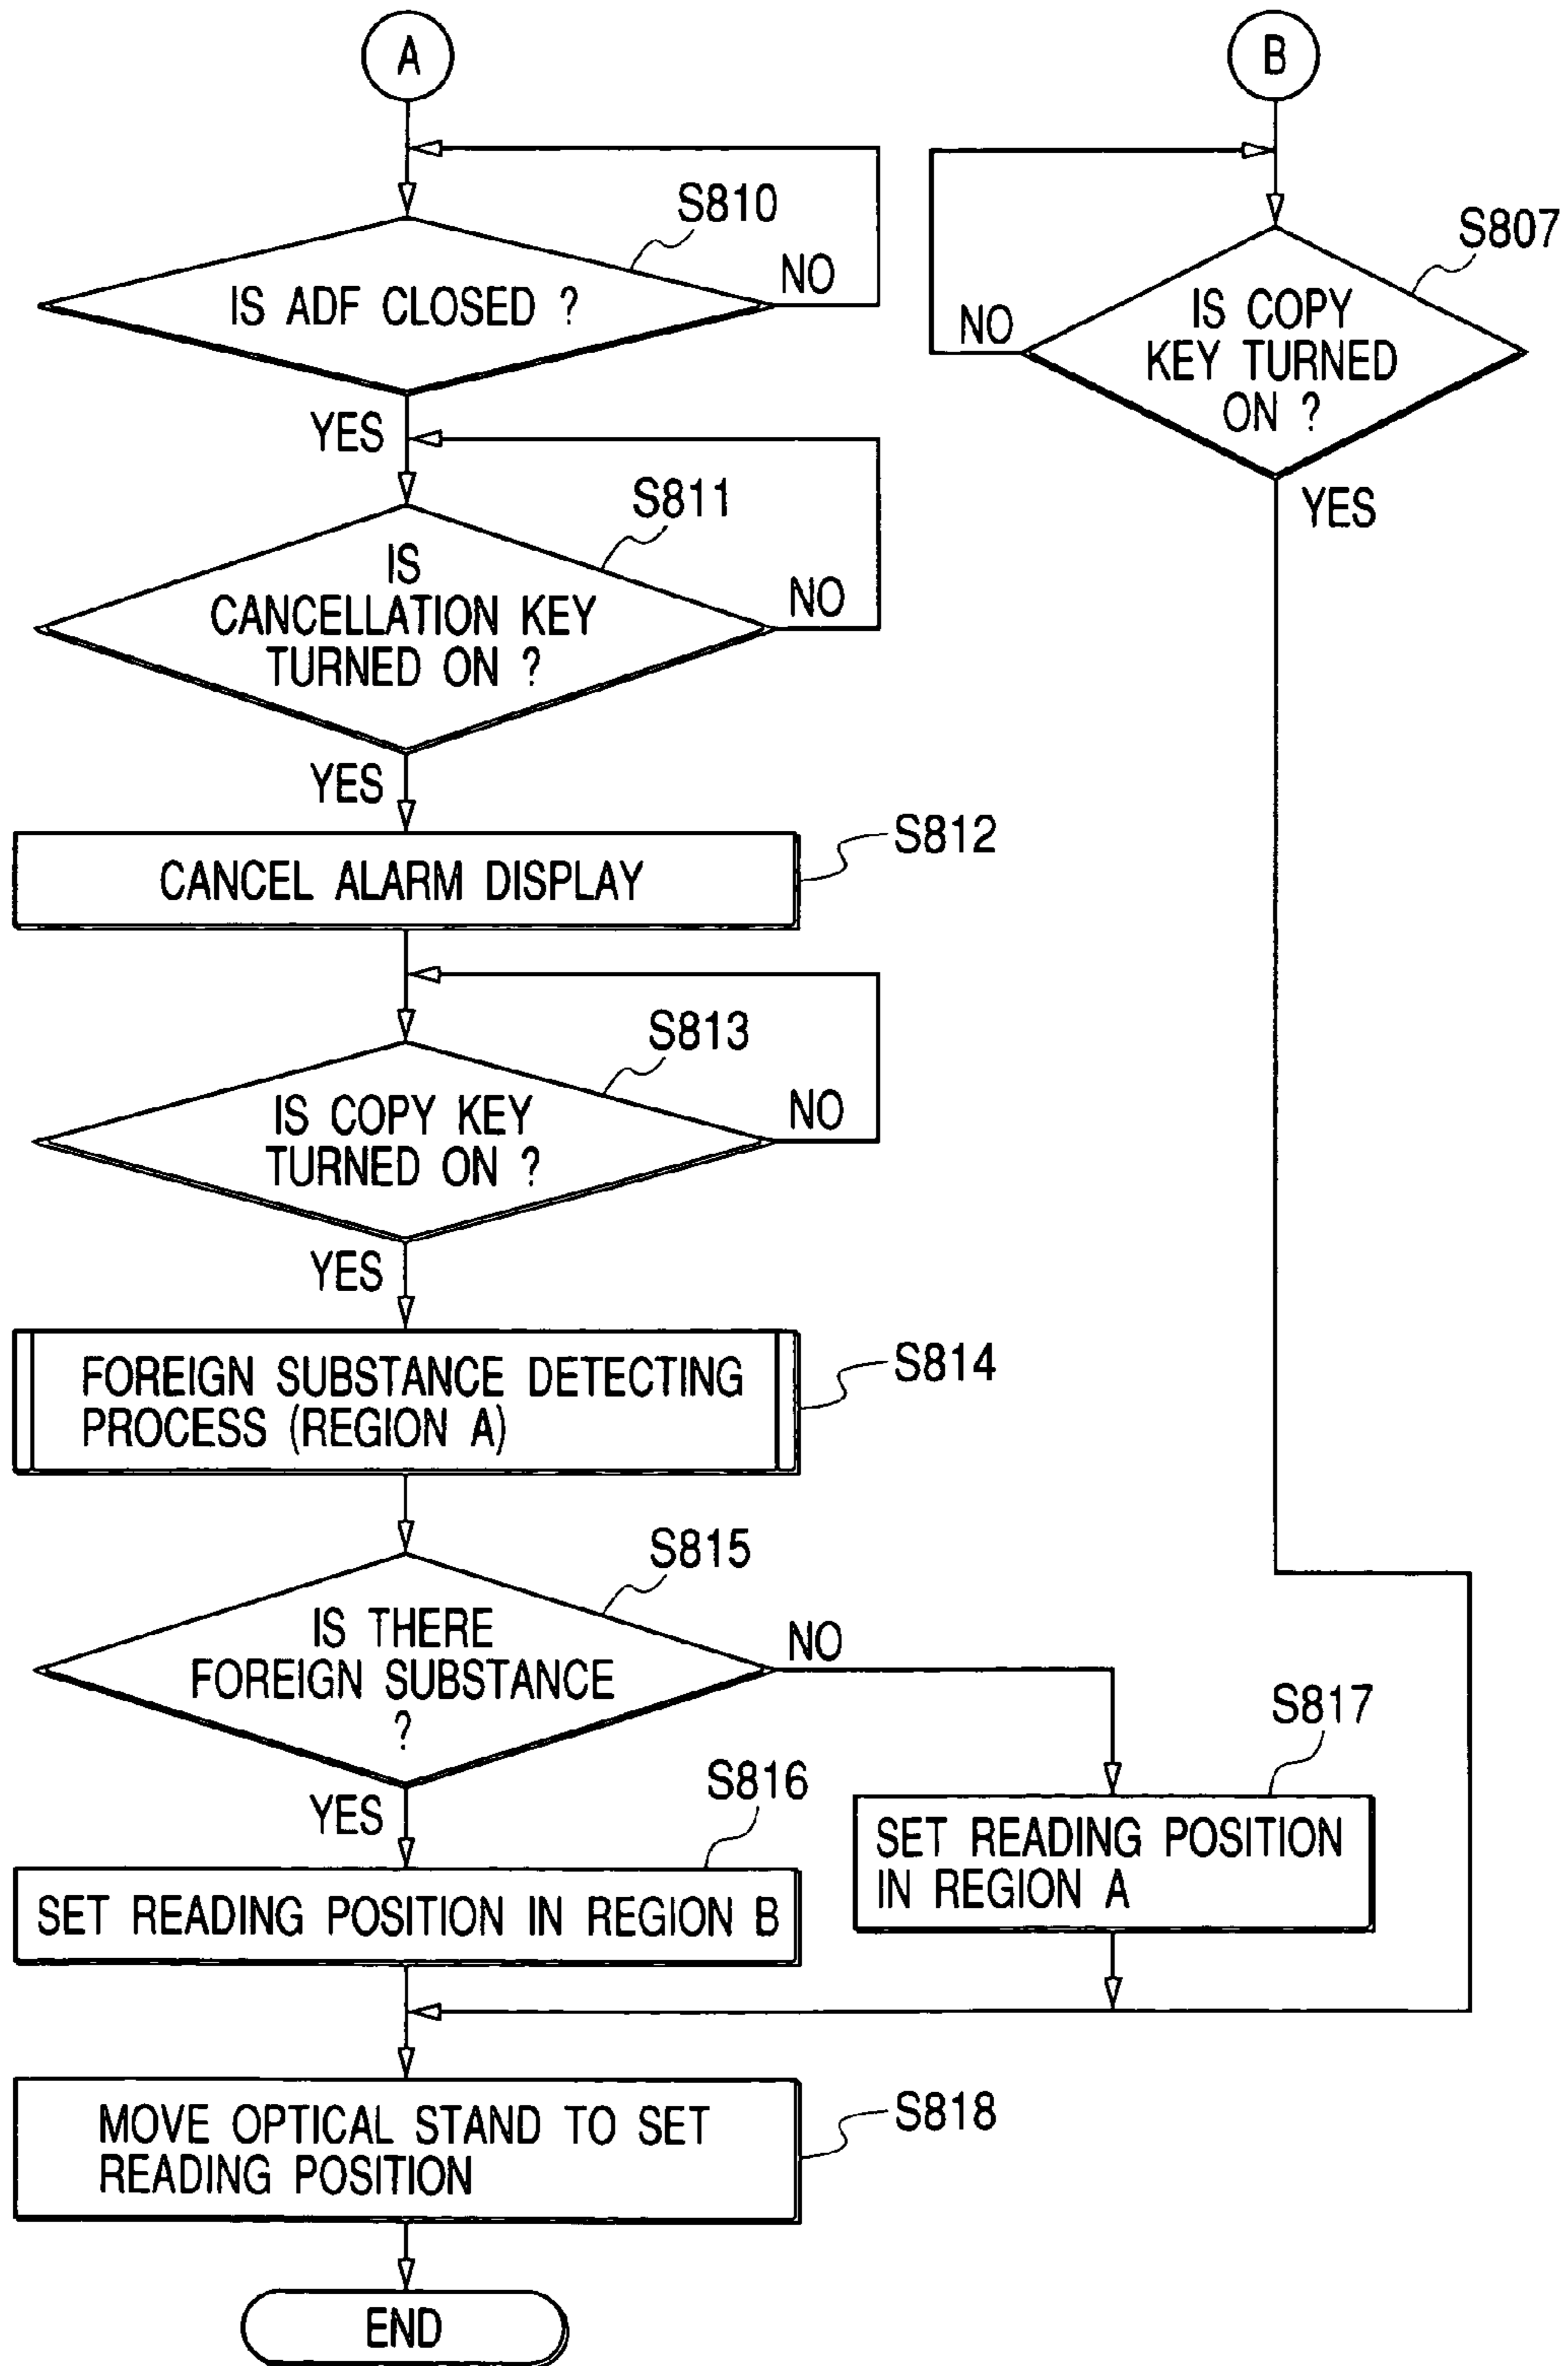 A
B
S810
IS ADF CLOSED ?
NO
YES
S807
IS COPY
KEY TURNED
ON ?
NO
YES
S811
IS
CANCELLATION KEY
TURNED ON ?
NO
YES
S812
CANCEL ALARM DISPLAY
S813
IS COPY KEY
TURNED ON ?
NO
YES
S814
FOREIGN SUBSTANCE DETECTING
PROCESS (REGION A)
S815
IS THERE
FOREIGN SUBSTANCE
?
NO
YES
S816
SET READING POSITION IN REGION B
S817
SET READING POSITION
IN REGION A
S818
MOVE OPTICAL STAND TO SET
READING POSITION
END